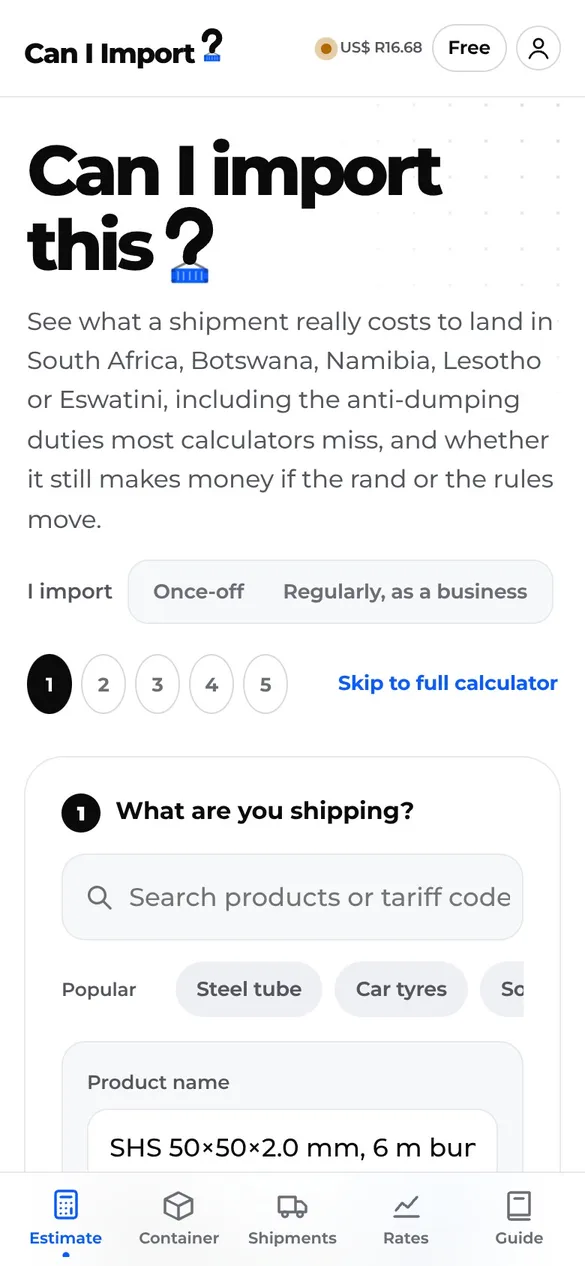 Can I Import?
US$ R16.68
Free
Can I import
this?
See what a shipment really costs to land in
South Africa, Botswana, Namibia, Lesotho
or Eswatini, including the anti-dumping
duties most calculators miss, and whether
it still makes money if the rand or the rules
move.
I import
Once-off
Regularly, as a business
1
2
3
4
5
Skip to full calculator
1 What are you shipping?
Search products or tariff code
Popular
Steel tube
Car tyres
Product name
SHS 50×50×2.0 mm, 6 m
Estimate
Container
Shipments
Rates
Guide